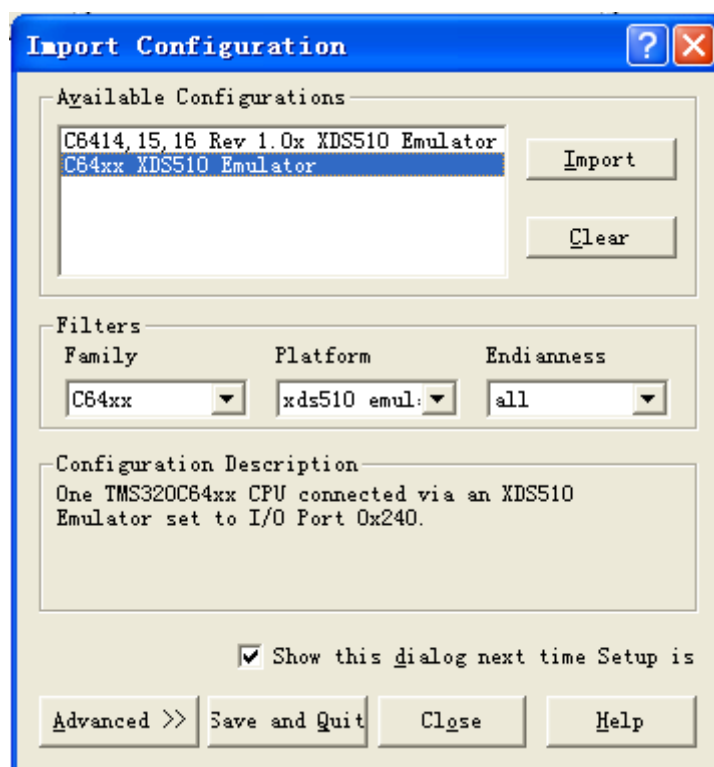 Import Configuration
Available Configurations
C6414,15,16 Rev 1.0x XDS510 Emulator
C64xx XDS510 Emulator
Import
Clear
Filters
Family Platform Endianness
C64xx xds510 emul all
Configuration Description
One TMS320C64xx CPU connected via an XDS510
Emulator set to I/O Port 0x240.
Show this dialog next time Setup is
Advanced >> Save and Quit Close Help